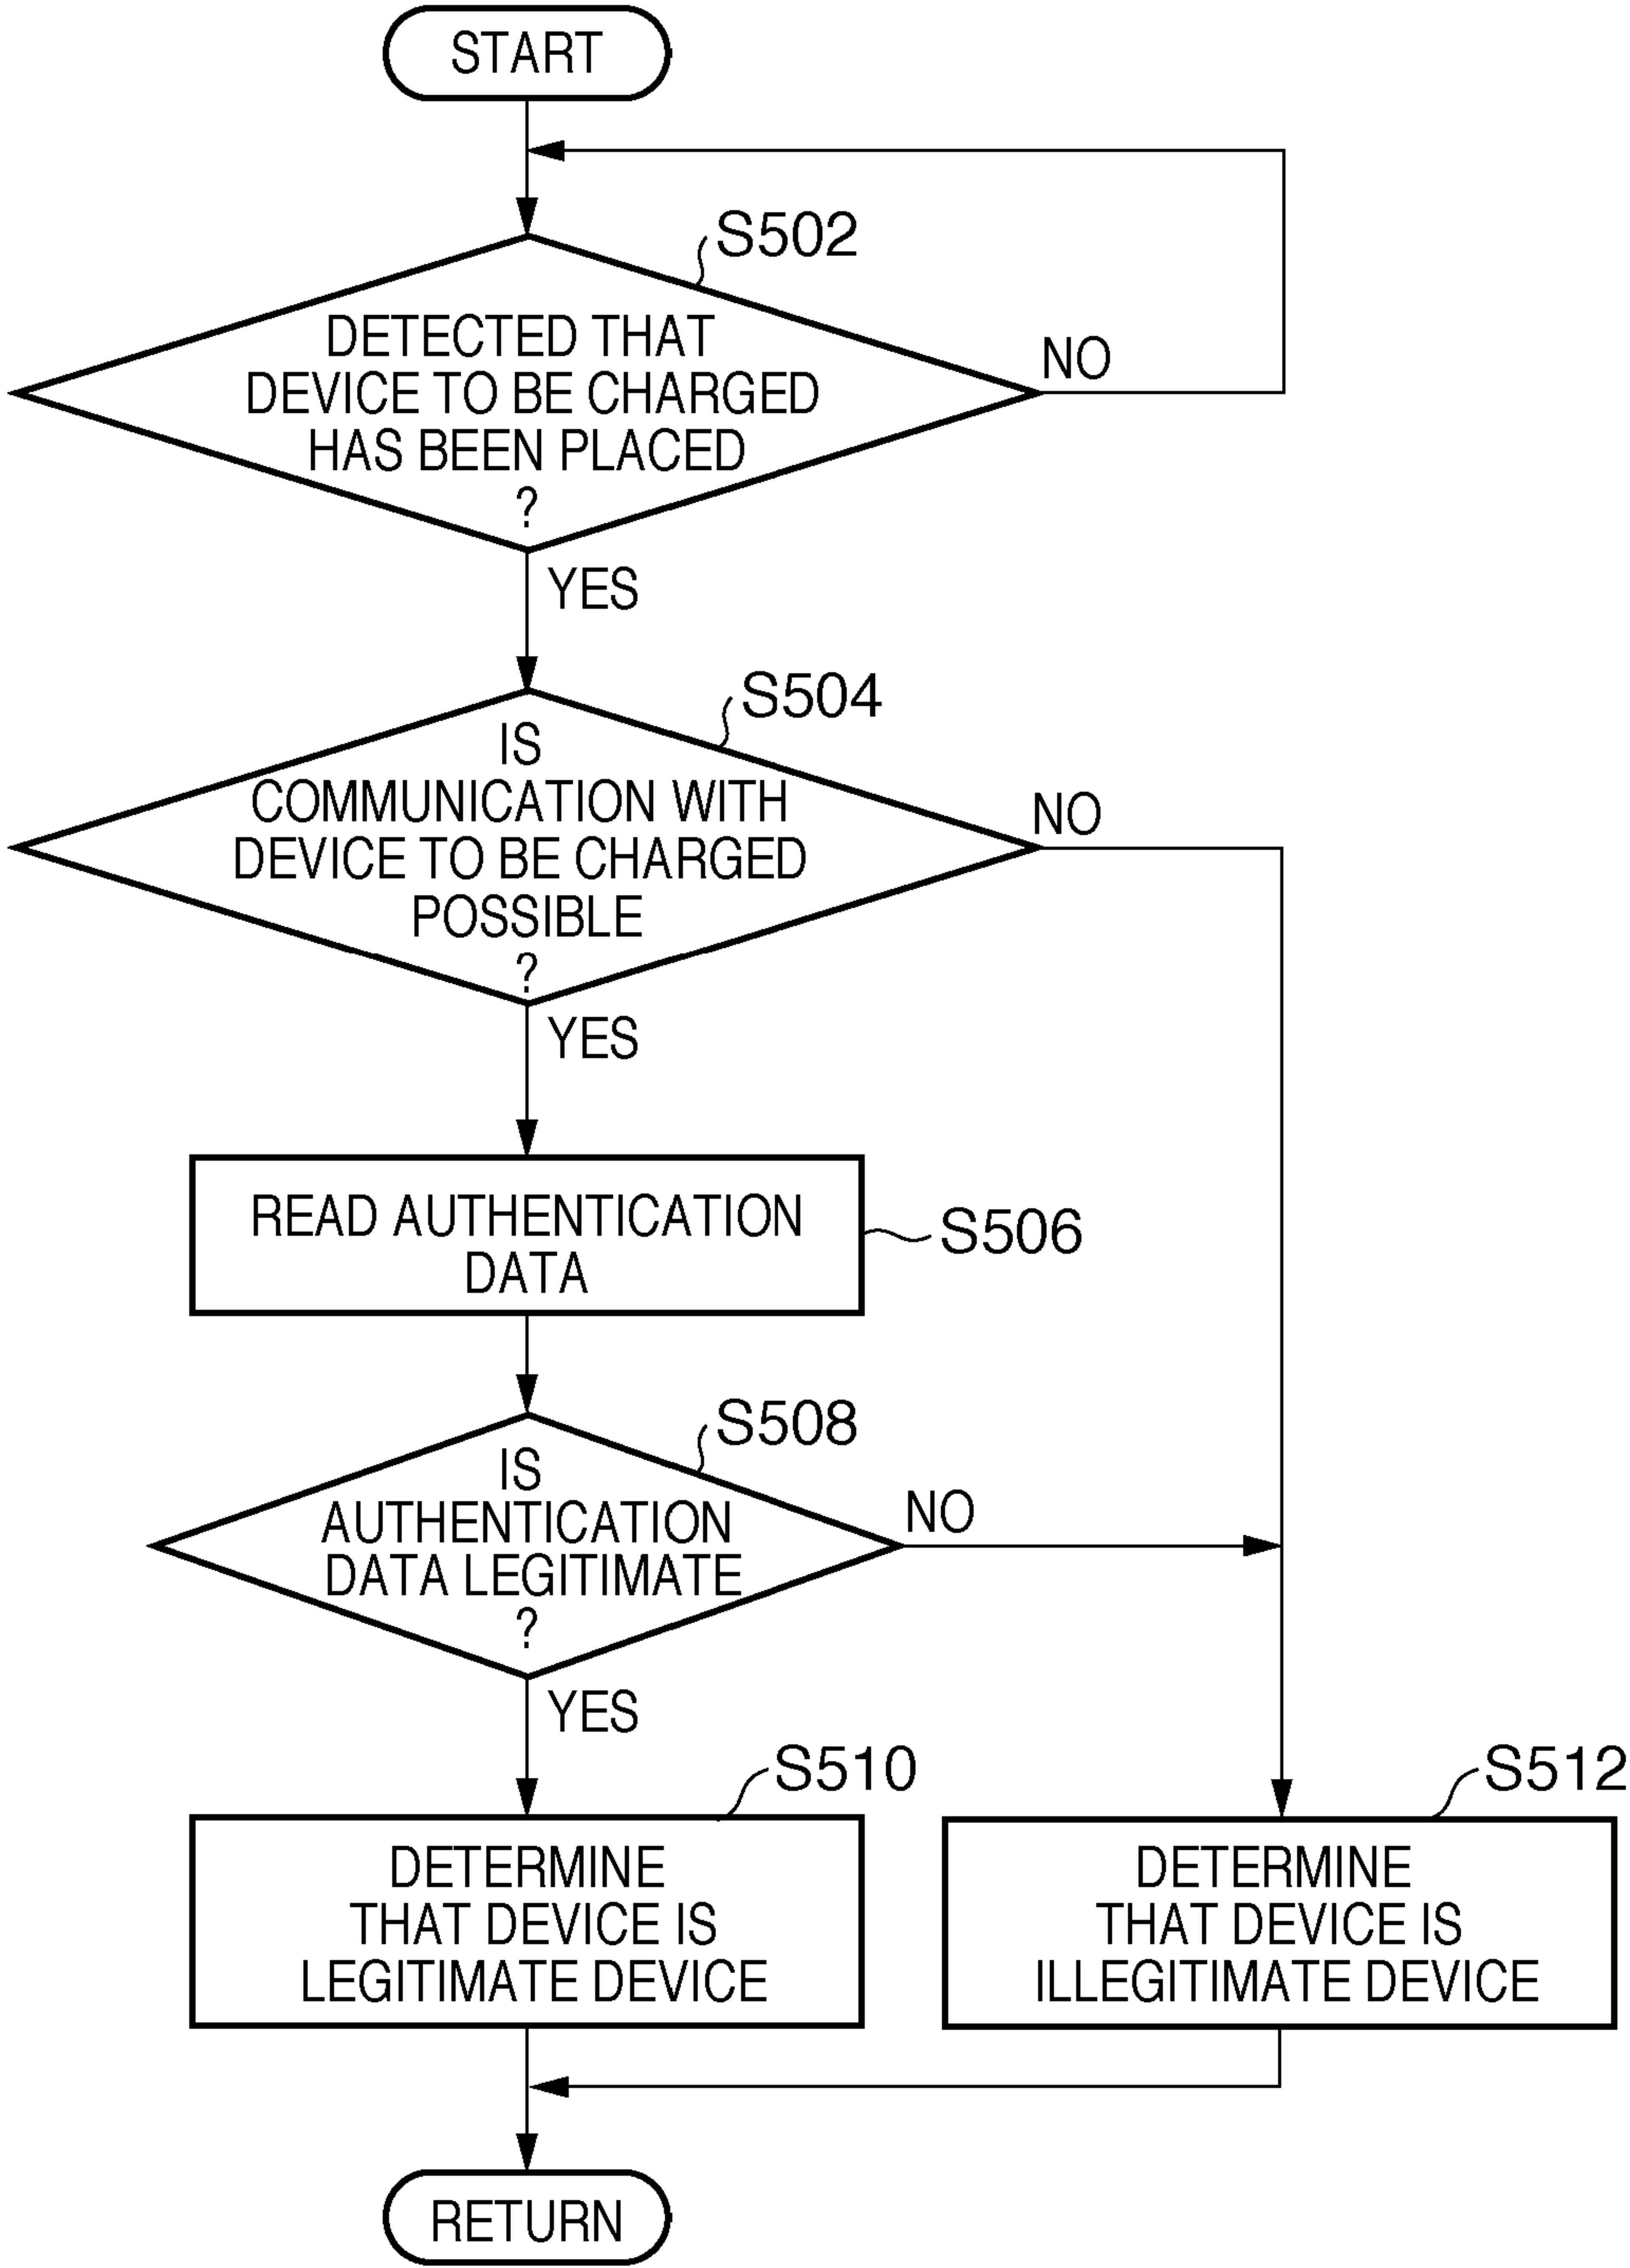 START
S502
DETECTED THAT
DEVICE TO BE CHARGED
HAS BEEN PLACED
?
NO
YES
S504
IS
COMMUNICATION WITH
DEVICE TO BE CHARGED
POSSIBLE
?
NO
YES
READ AUTHENTICATION
DATA
S506
S508
IS
AUTHENTICATION
DATA LEGITIMATE
?
NO
YES
S510
DETERMINE
THAT DEVICE IS
LEGITIMATE DEVICE
S512
DETERMINE
THAT DEVICE IS
ILLEGITIMATE DEVICE
RETURN